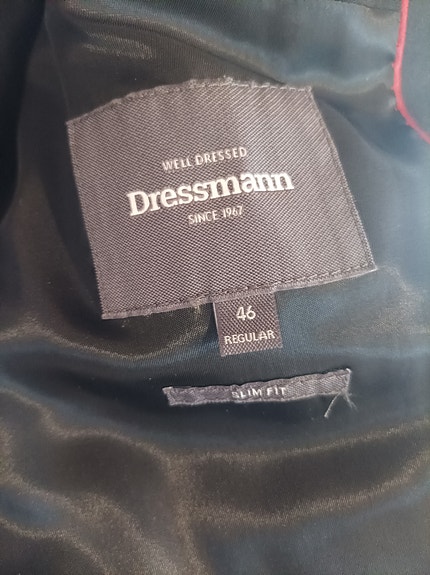 WELL DRESSED
Dressmann
SINCE 1967
46
REGULAR
SLIM FIT